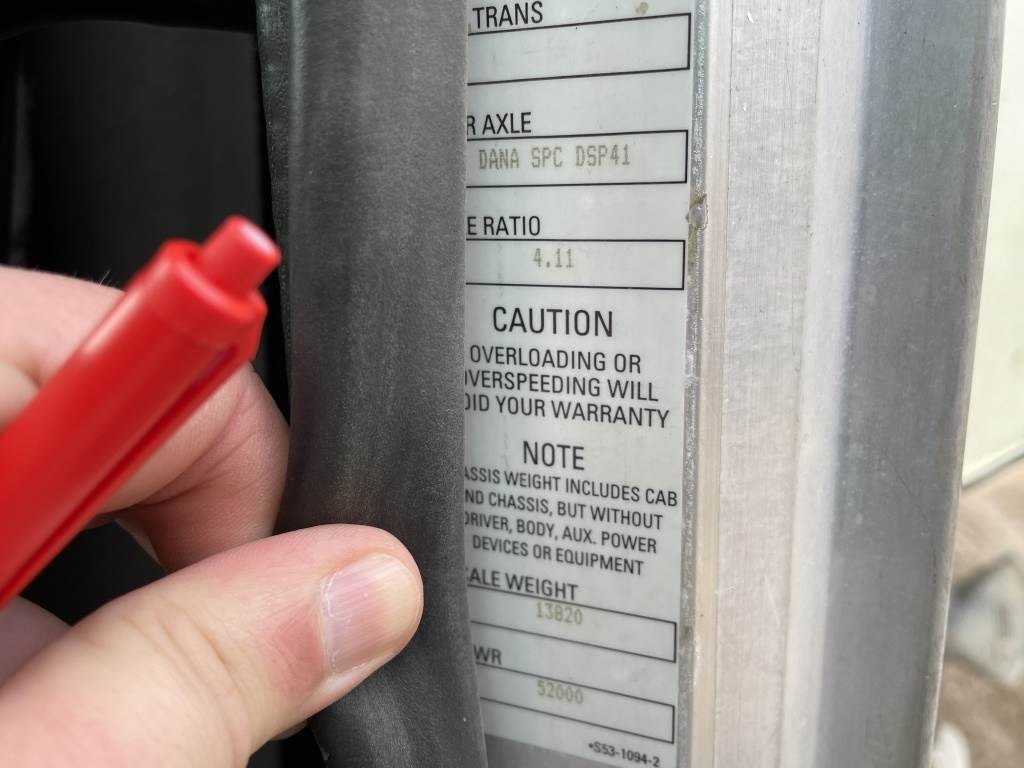 .TRANS
R AXLE
DANA SPC DSP41
E RATIO
4.11
CAUTION
OVERLOADING OR
VERSPEEDING WILL
OID YOUR WARRANTY
NOTE
ASSIS WEIGHT INCLUDES CAB
ND CHASSIS, BUT WITHOUT
DRIVER, BODY, AUX. POWER
DEVICES OR EQUIPMENT
ALE WEIGHT
13820
WR
52000
•S53-1094-2